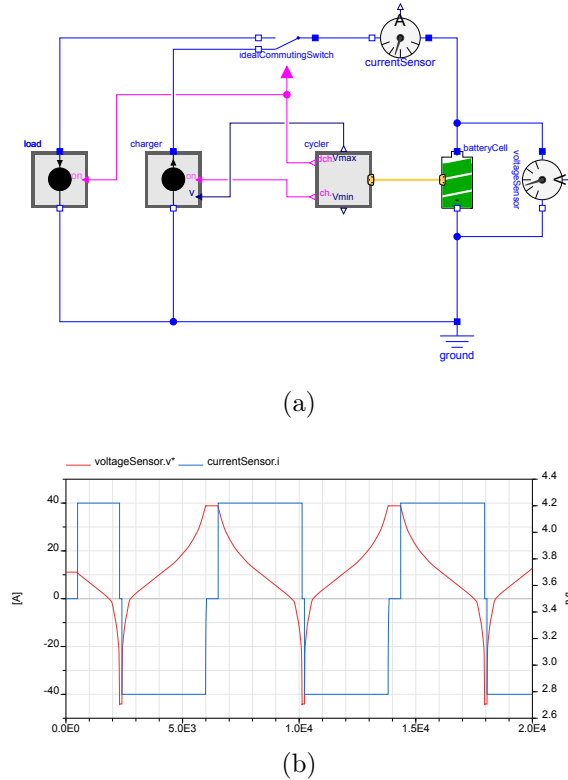 A
idealCommutingSwitch
currentSensor
load
charger
cycler
batteryCell
on
on
v
dch.
Vmax
ch.
Vmin
-
voltageSensor
V
ground
(a)
voltageSensor.v* currentSensor.i
40
20
0
-20
-40
[A]
4.4
4.2
4.0
3.8
3.6
3.4
3.2
3.0
2.8
2.6
0.0E0 5.0E3 1.0E4 1.5E4 2.0E4
(b)